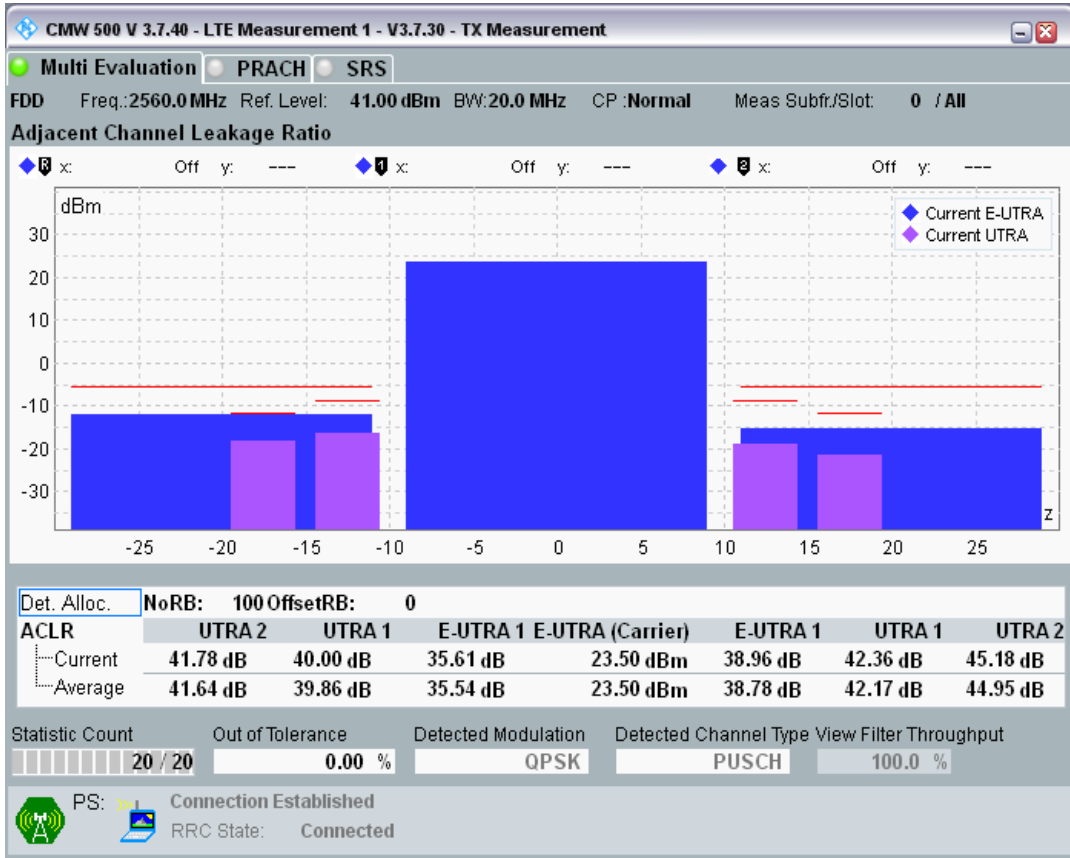 CMW 500 V 3.7.40 - LTE Measurement 1 - V3.7.30 - TX Measurement
Multi Evaluation PRACH SRS
FDD Freq.:2560.0 MHz Ref. Level: 41.00 dBm BW:20.0 MHz CP :Normal Meas Subfr./Slot: 0 / All
Adjacent Channel Leakage Ratio
R x: Off y: --- 1 x: Off y: --- 2 x: Off y: ---
dBm
Current E-UTRA
Current UTRA
30
20
10
0
-10
-20
-30
z
-25 -20 -15 -10 -5 0 5 10 15 20 25
Det. Alloc. NoRB: 100 OffsetRB: 0
ACLR UTRA 2 UTRA 1 E-UTRA 1 E-UTRA (Carrier) E-UTRA 1 UTRA 1 UTRA 2
Current 41.78 dB 40.00 dB 35.61 dB 23.50 dBm 38.96 dB 42.36 dB 45.18 dB
Average 41.64 dB 39.86 dB 35.54 dB 23.50 dBm 38.78 dB 42.17 dB 44.95 dB
Statistic Count Out of Tolerance Detected Modulation Detected Channel Type View Filter Throughput
20 / 20 0.00 % QPSK PUSCH 100.0 %
PS: Connection Established
RRC State: Connected